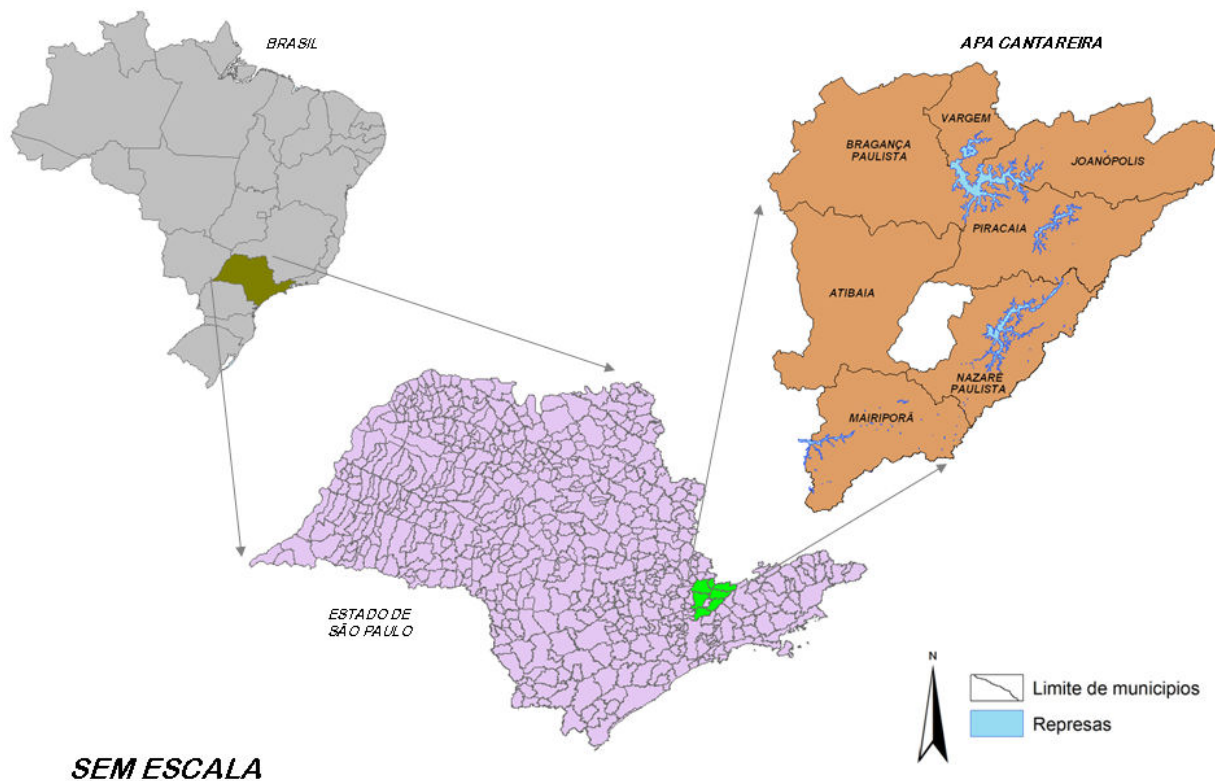 BRASIL
APA CANTAREIRA
VARGEM
BRAGANÇA
PAULISTA
JOANÓPOLIS
PIRACAIA
ATIBAIA
NAZARÉ
PAULISTA
MAIRIPORÃ
ESTADO DE
SÃO PAULO
N
Limite de municipios
Represas
SEM ESCALA